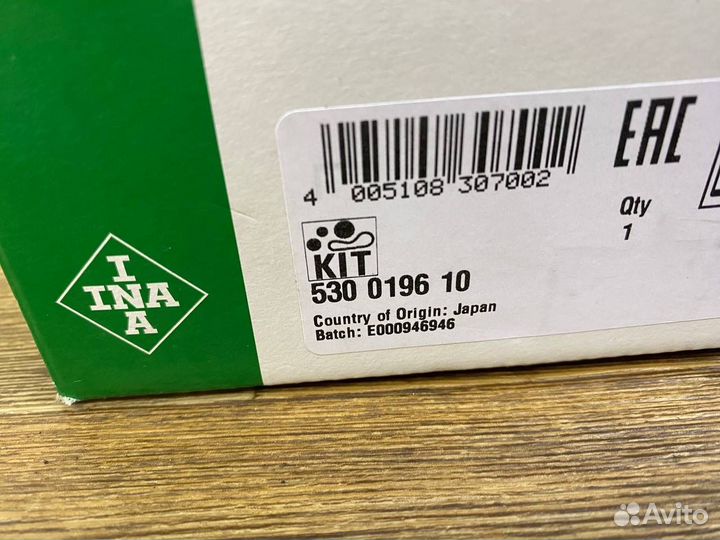 I
INA
A
4 005108 307002
EAC
Qty
1
KIT
530 0196 10
Country of Origin: Japan
Batch: E000946946
Avito